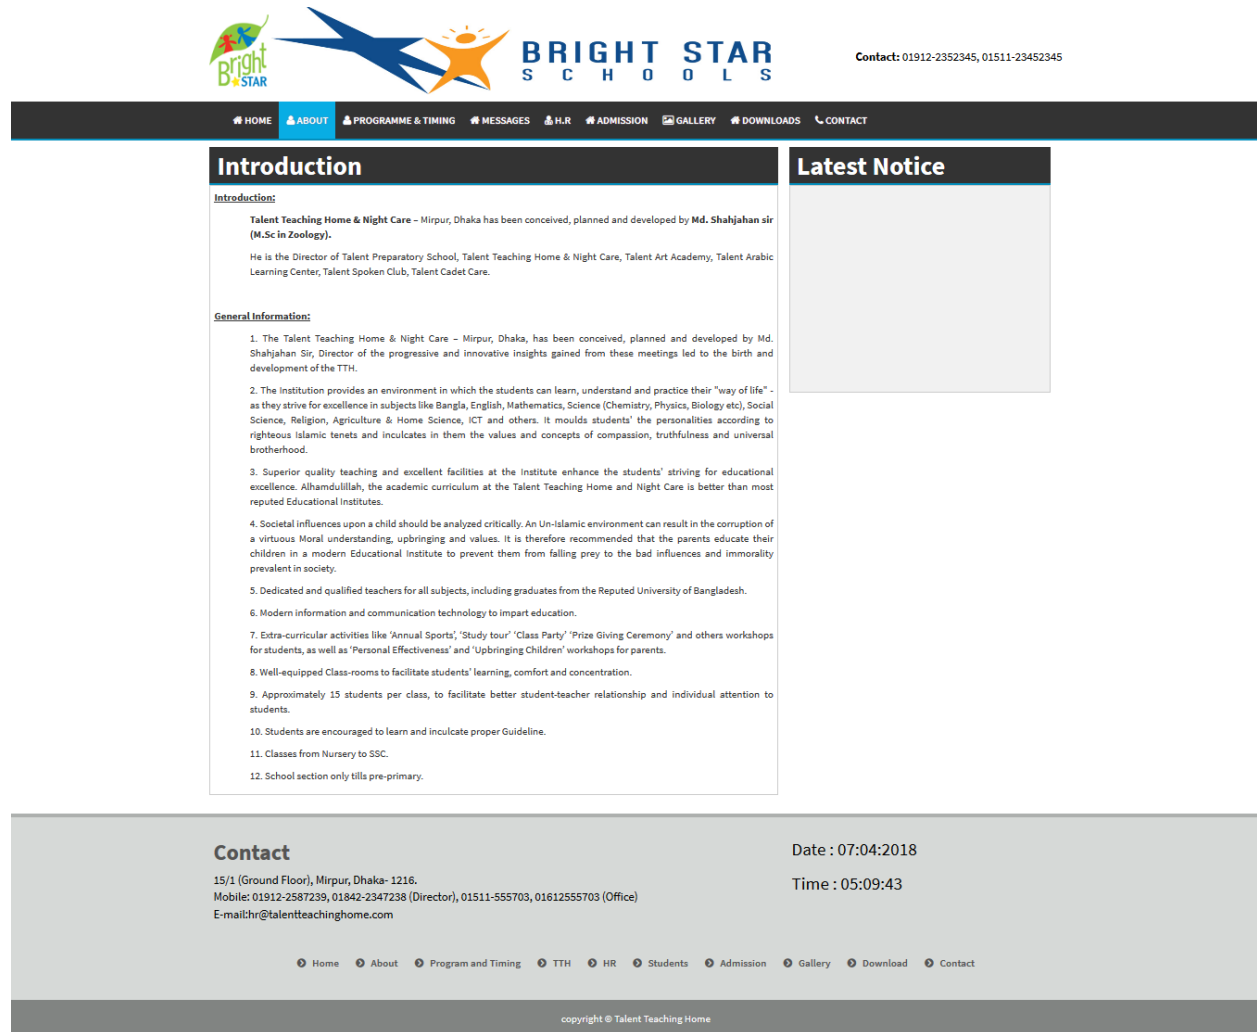 Bright
STAR
BRIGHT STAR
SCHOOLS
Contact: 01912-2352345, 01511-23452345
HOME ABOUT PROGRAMME & TIMING MESSAGES H.R ADMISSION GALLERY DOWNLOADS CONTACT
Introduction
Introduction:
Talent Teaching Home & Night Care – Mirpur, Dhaka has been conceived, planned and developed by Md. Shahjahan sir
(M.Sc in Zoology).
He is the Director of Talent Preparatory School, Talent Teaching Home & Night Care, Talent Art Academy, Talent Arabic
Learning Center, Talent Spoken Club, Talent Cadet Care.
General Information:
1. The Talent Teaching Home & Night Care – Mirpur, Dhaka, has been conceived, planned and developed by Md.
Shahjahan Sir, Director of the progressive and innovative insights gained from these meetings led to the birth and
development of the TTH.
2. The Institution provides an environment in which the students can learn, understand and practice their "way of life" -
as they strive for excellence in subjects like Bangla, English, Mathematics, Science (Chemistry, Physics, Biology etc), Social
Science, Religion, Agriculture & Home Science, ICT and others. It moulds students' the personalities according to
righteous Islamic tenets and inculcates in them the values and concepts of compassion, truthfulness and universal
brotherhood.
3. Superior quality teaching and excellent facilities at the Institute enhance the students’ striving for educational
excellence. Alhamdulillah, the academic curriculum at the Talent Teaching Home and Night Care is better than most
reputed Educational Institutes.
4. Societal influences upon a child should be analyzed critically. An Un-Islamic environment can result in the corruption of
a virtuous Moral understanding, upbringing and values. It is therefore recommended that the parents educate their
children in a modern Educational Institute to prevent them from falling prey to the bad influences and immorality
prevalent in society.
5. Dedicated and qualified teachers for all subjects, including graduates from the Reputed University of Bangladesh.
6. Modern information and communication technology to impart education.
7. Extra-curricular activities like ‘Annual Sports’, ‘Study tour’ ‘Class Party’ ‘Prize Giving Ceremony’ and others workshops
for students, as well as ‘Personal Effectiveness’ and ‘Upbringing Children’ workshops for parents.
8. Well-equipped Class-rooms to facilitate students’ learning, comfort and concentration.
9. Approximately 15 students per class, to facilitate better student-teacher relationship and individual attention to
students.
10. Students are encouraged to learn and inculcate proper Guideline.
11. Classes from Nursery to SSC.
12. School section only tills pre-primary.
Latest Notice
Contact
15/1 (Ground Floor), Mirpur, Dhaka- 1216.
Mobile: 01912-2587239, 01842-2347238 (Director), 01511-555703, 01612555703 (Office)
E-mail:hr@talentteachinghome.com
Date : 07:04:2018
Time : 05:09:43
Home About Program and Timing TTH HR Students Admission Gallery Download Contact
copyright © Talent Teaching Home